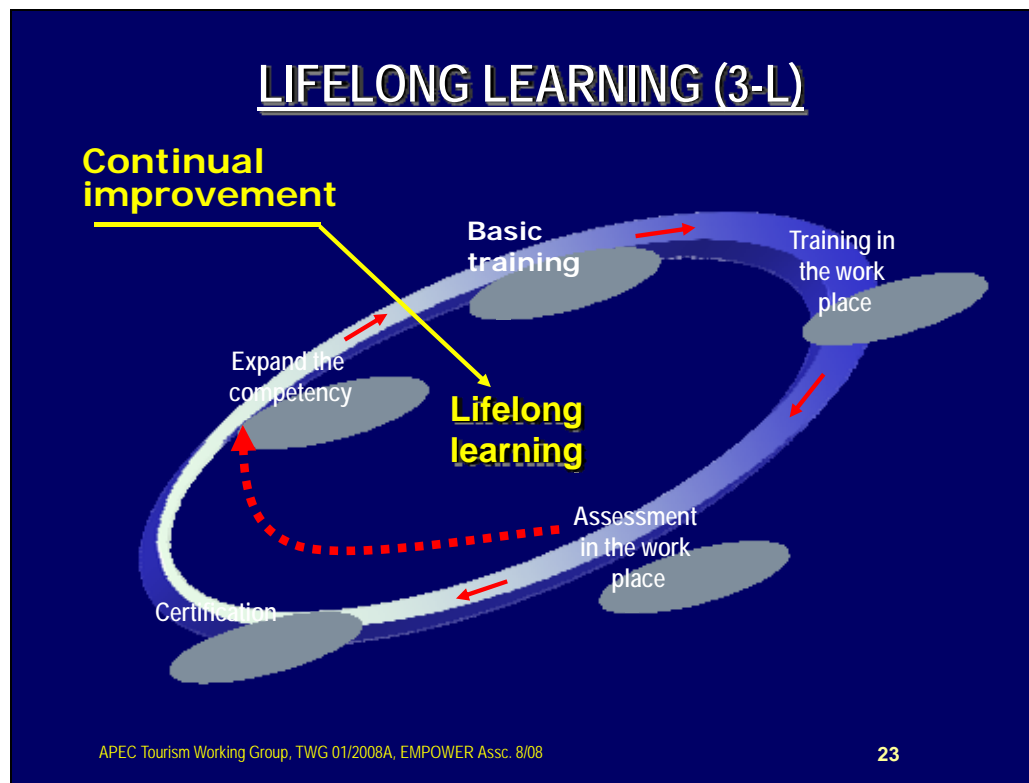 LIFELONG LEARNING (3-L)
Continual
improvement
Basic
training
Training in
the work
place
Expand the
competency
Lifelong
learning
Assessment
in the work
place
Certification
APEC Tourism Working Group, TWG 01/2008A, EMPOWER Assc. 8/08
23